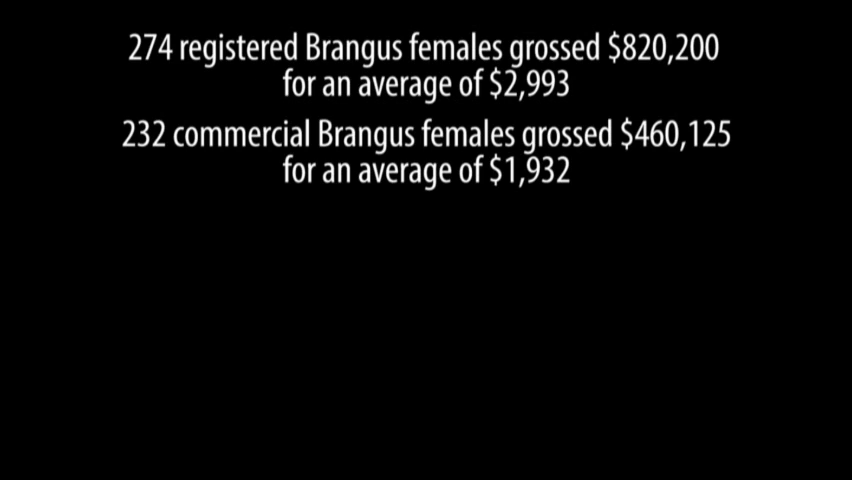 274 registered Brangus females grossed $820,200
for an average of $2,993
232 commercial Brangus females grossed $460,125
for an average of $1,932